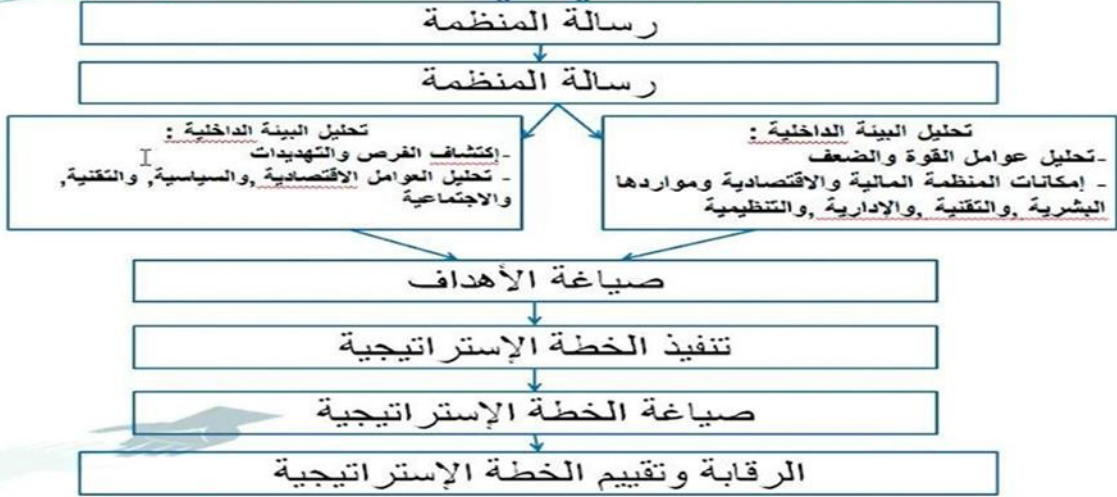 رسالة المنظمة
رسالة المنظمة
تحليل البيئة الداخلية :
-تحليل عوامل القوة والضعف
- إمكانات المنظمة المالية والاقتصادية ومواردها
البشرية ,والتقنية ,والإدارية ,والتنظيمية
تحليل البيئة الداخلية :
-إكتشاف الفرص والتهديدات
- تحليل العوامل الاقتصادية ,والسياسية, والتقنية,
والاجتماعية
صياغة الأهداف
تنفيذ الخطة الإستراتيجية
صياغة الخطة الإستراتيجية
الرقابة وتقييم الخطة الإستراتيجية